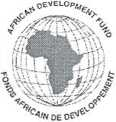 AFRICAN DEVELOPMENT FUND
FONDS AFRICAIN DE DEVELOPPEMENT